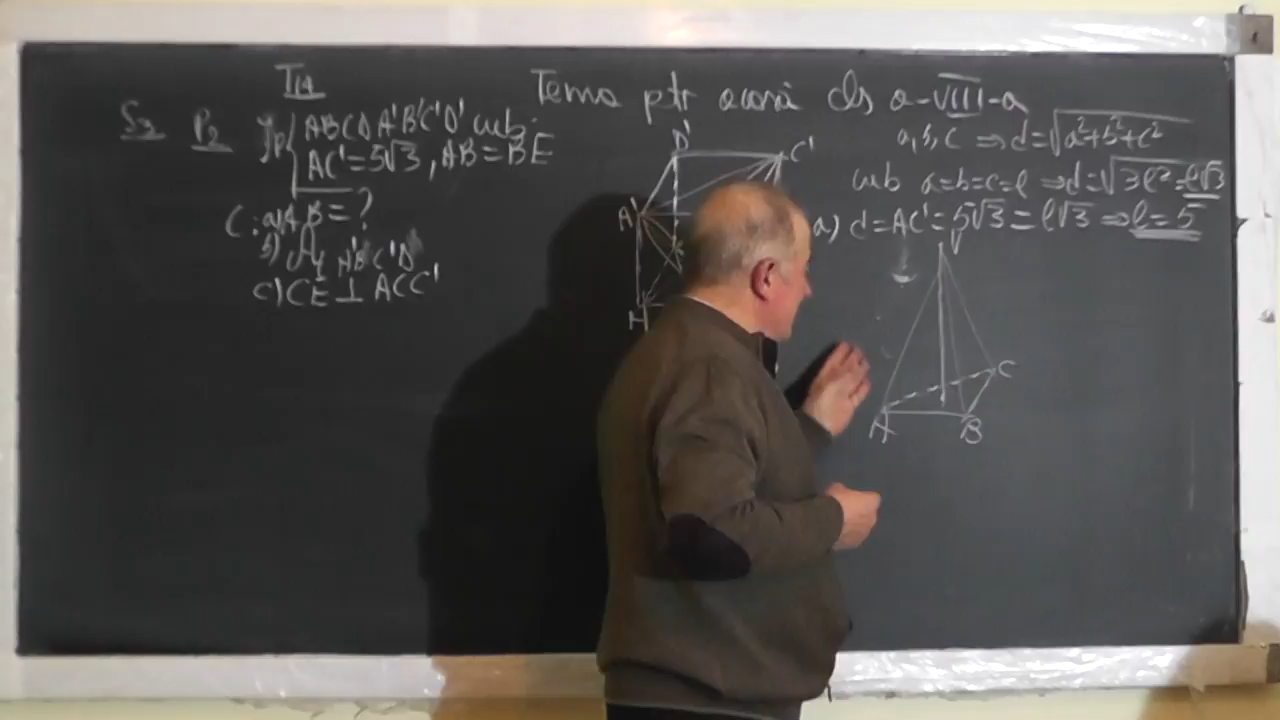 T14
Tema ptr acasă cls a-VIII-a
S2 P2 Ip ABCDA'B'C'D' cub
AC'=5√3, AB=BE
C: a) AB=?
b) A'B'C'D'
c) CE ⊥ ACC'
a,b,c ⇒ d=√a²+b²+c²
cub a=b=c=l ⇒ d=√3l²=l√3
a) d=AC'=5√3=l√3 ⇒ l=5
D' C'
A'
A
V
C
A B